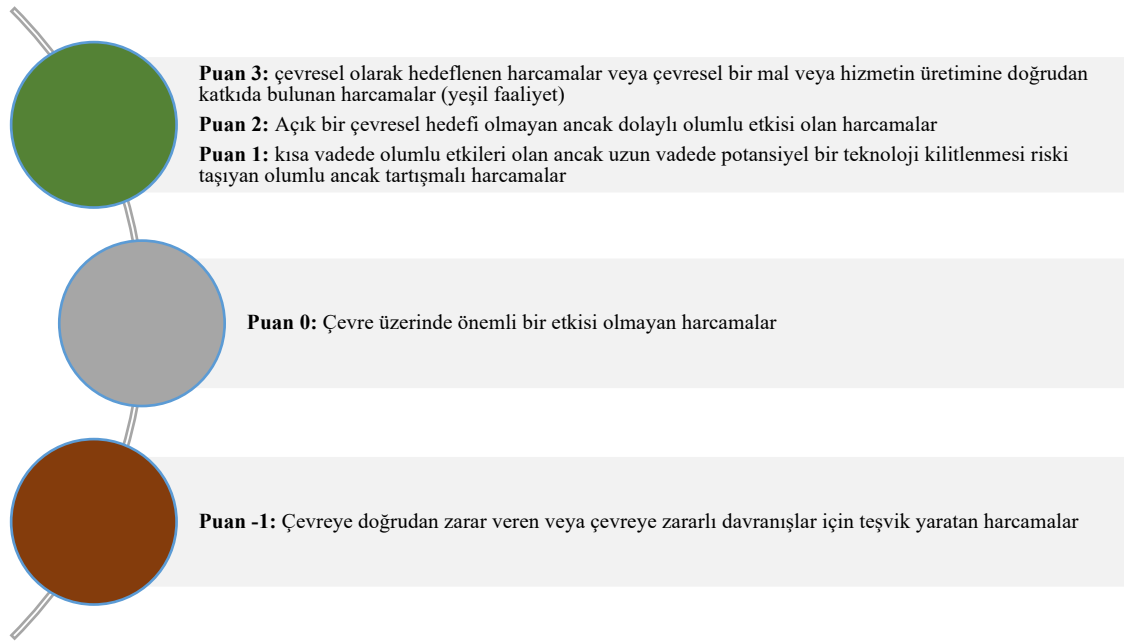 Puan 3: çevresel olarak hedeflenen harcamalar veya çevresel bir mal veya hizmetin üretimine doğrudan
katkıda bulunan harcamalar (yeşil faaliyet)
Puan 2: Açık bir çevresel hedefi olmayan ancak dolaylı olumlu etkisi olan harcamalar
Puan 1: kısa vadede olumlu etkileri olan ancak uzun vadede potansiyel bir teknoloji kilitlenmesi riski
taşıyan olumlu ancak tartışmalı harcamalar
Puan 0: Çevre üzerinde önemli bir etkisi olmayan harcamalar
Puan -1: Çevreye doğrudan zarar veren veya çevreye zararlı davranışlar için teşvik yaratan harcamalar